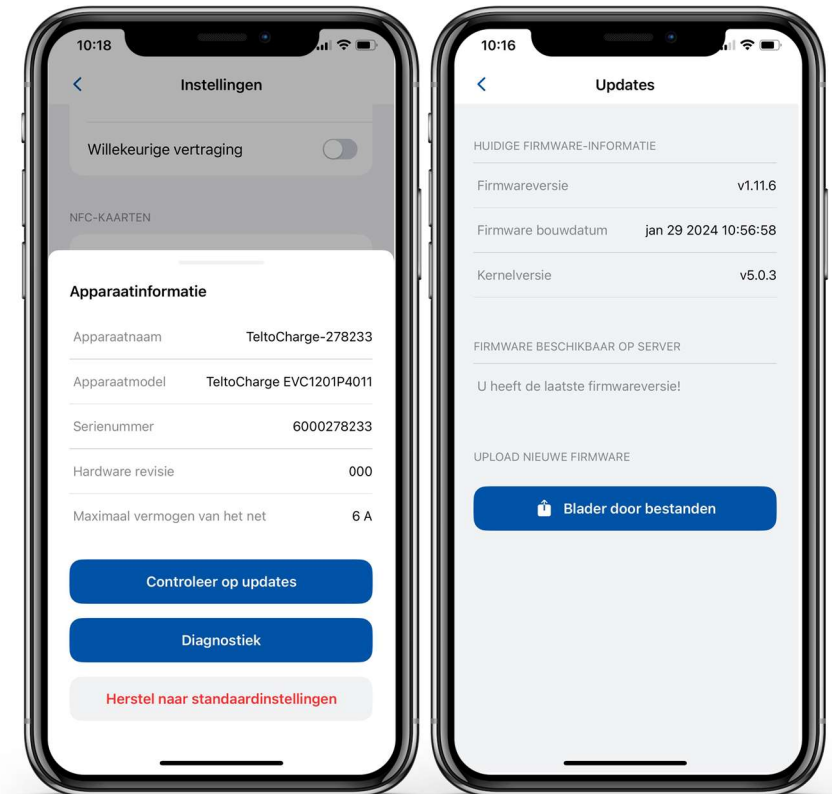 10:18
Instellingen
Willekeurige vertraging
NFC-KAARTEN
Apparaatinformatie
Apparaatnaam TeltoCharge-278233
Apparaatmodel TeltoCharge EVC1201P4011
Serienummer 6000278233
Hardware revisie 000
Maximaal vermogen van het net 6 A
Controleer op updates
Diagnostiek
Herstel naar standaardinstellingen
10:16
Updates
HUIDIGE FIRMWARE-INFORMATIE
Firmwareversie v1.11.6
Firmware bouwdatum jan 29 2024 10:56:58
Kernelversie v5.0.3
FIRMWARE BESCHIKBAAR OP SERVER
U heeft de laatste firmwareversie!
UPLOAD NIEUWE FIRMWARE
Blader door bestanden